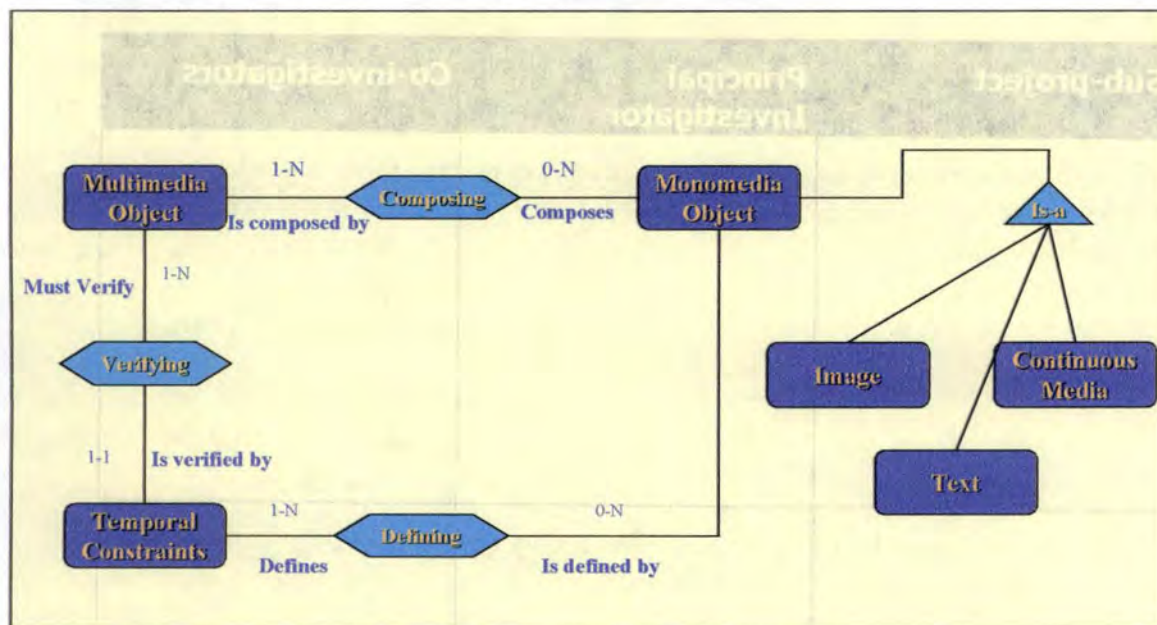 Co-investigators
Principal
Investigator
Sub-project
Multimedia
Object
1-N
Is composed by
Composing
0-N
Composes
Monomedia
Object
Is-a
Must Verify
1-N
Verifying
Image
Continuous
Media
Text
1-1
Is verified by
Temporal
Constraints
1-N
Defines
Defining
0-N
Is defined by